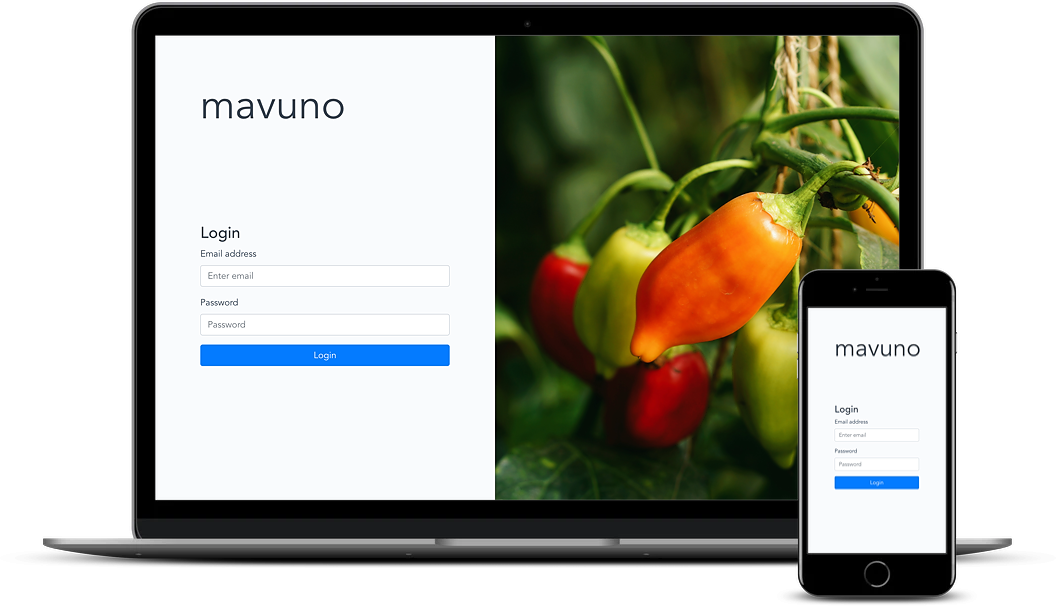 mavuno
Login
Email address
Enter email
Password
Password
Login
mavuno
Login
Email address
Enter email
Password
Password
Login